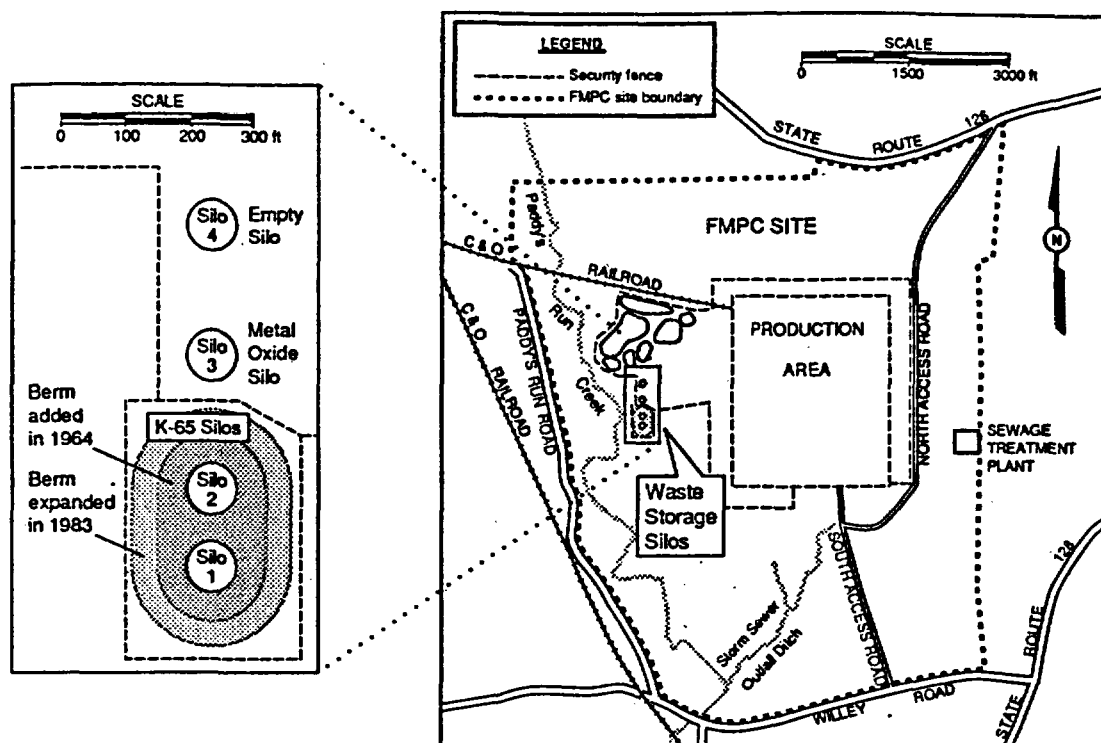 SCALE
0 100 200 300 ft
Silo
4
Empty
Silo
Silo
3
Metal
Oxide
Silo
Berm
added
in 1964
K-65 Silos
Berm
expanded
in 1983
Silo
2
Silo
1
LEGEND
Security fence
FMPC site boundary
SCALE
0 1500 3000 ft
STATE ROUTE 126
Paddy's Run Creek
FMPC SITE
C & O RAILROAD
C & O RAILROAD
PADDY'S RUN ROAD
PRODUCTION
AREA
NORTH ACCESS ROAD
N
SEWAGE
TREATMENT
PLANT
Waste
Storage
Silos
Storm Sewer
Outfall Ditch
SOUTH ACCESS ROAD
WILLEY ROAD
STATE ROUTE 128